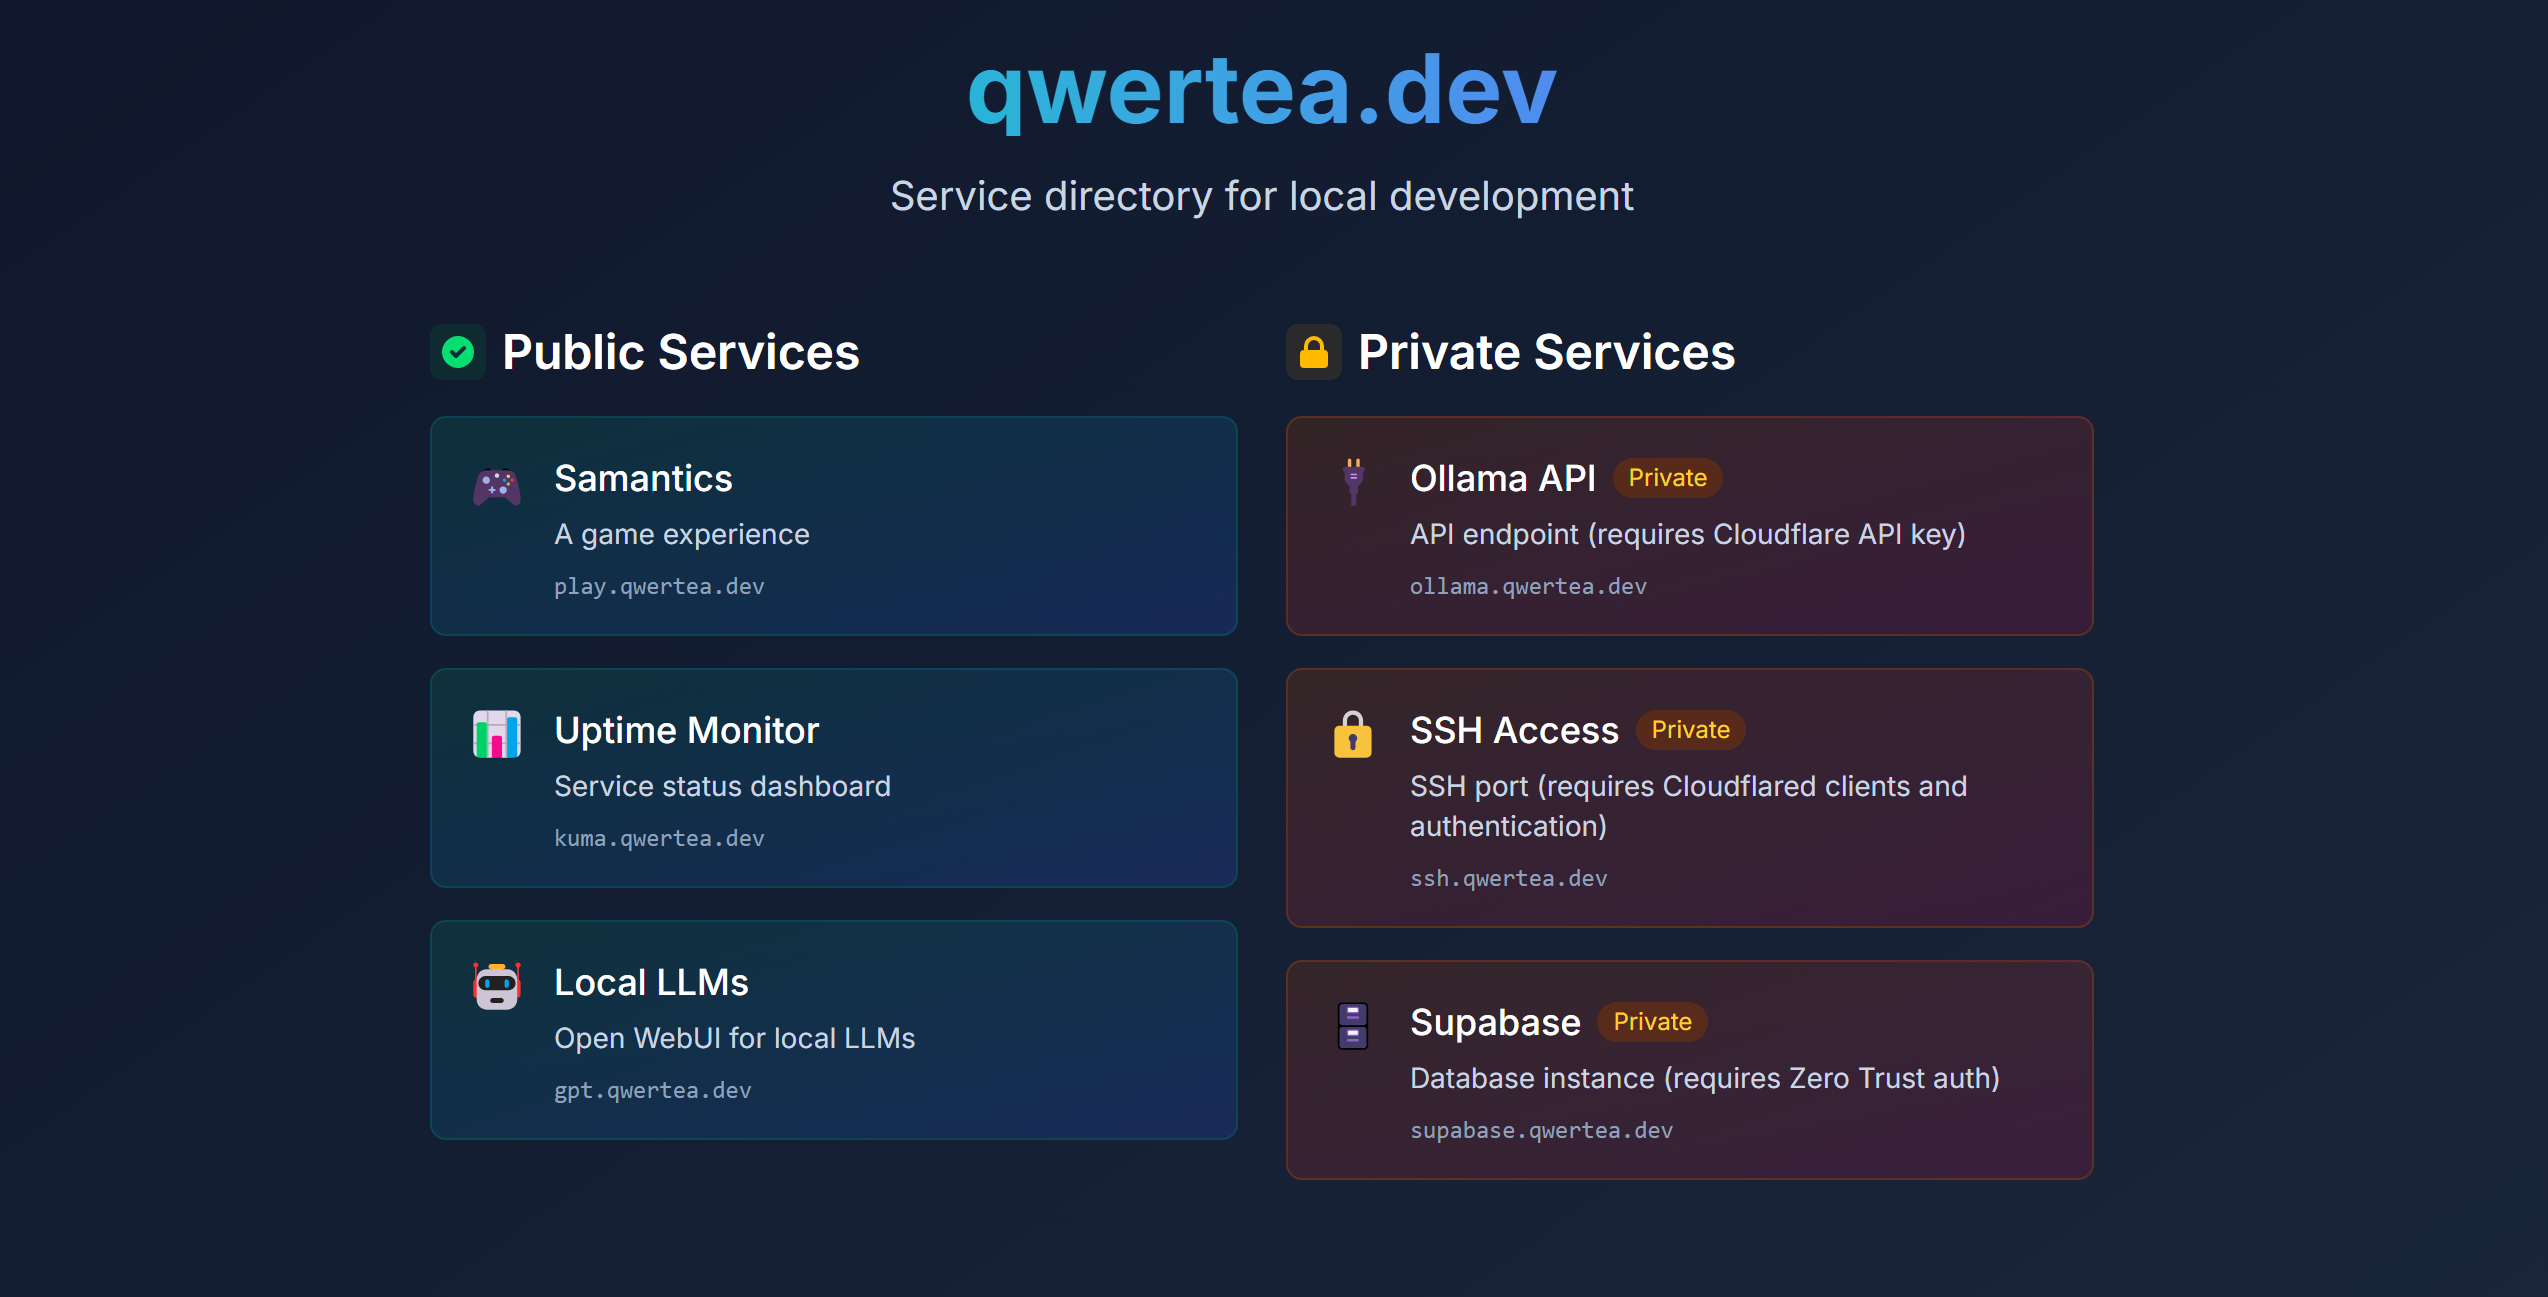 qwertea.dev
Service directory for local development
Public Services
Samantics
A game experience
play.qwertea.dev
Uptime Monitor
Service status dashboard
kuma.qwertea.dev
Local LLMs
Open WebUI for local LLMs
gpt.qwertea.dev
Private Services
Ollama API Private
API endpoint (requires Cloudflare API key)
ollama.qwertea.dev
SSH Access Private
SSH port (requires Cloudflared clients and
authentication)
ssh.qwertea.dev
Supabase Private
Database instance (requires Zero Trust auth)
supabase.qwertea.dev